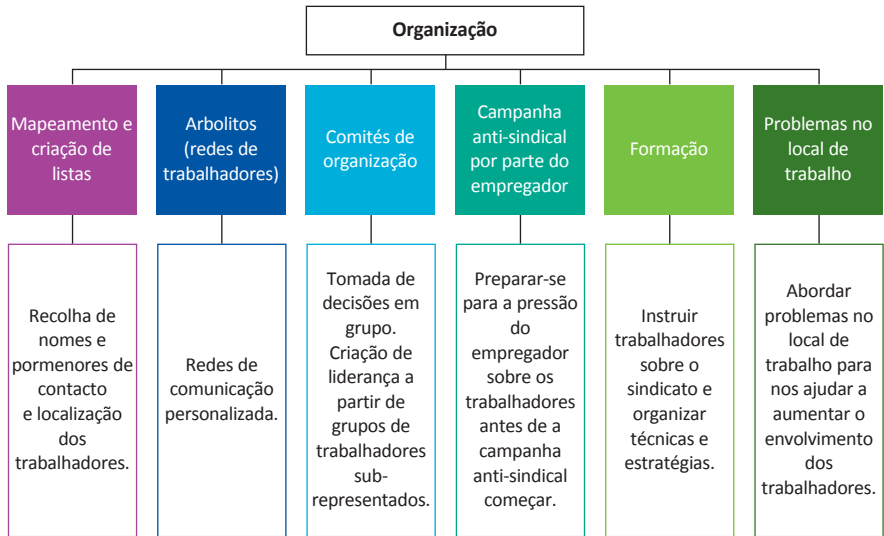 Organização
Mapeamento e
criação de
listas
Arbolitos
(redes de
trabalhadores)
Comités de
organização
Campanha
anti-sindical
por parte do
empregador
Formação
Problemas no
local de
trabalho
Recolha de
nomes e
pormenores de
contacto
e localização
dos
trabalhadores.
Redes de
comunicação
personalizada.
Tomada de
decisões em
grupo.
Criação de
liderança a
partir de
grupos de
trabalhadores
sub-
representados.
Preparar-se
para a pressão
do
empregador
sobre os
trabalhadores
antes de a
campanha
anti-sindical
começar.
Instruir
trabalhadores
sobre o
sindicato e
organizar
técnicas e
estratégias.
Abordar
problemas no
local de
trabalho para
nos ajudar a
aumentar o
envolvimento
dos
trabalhadores.